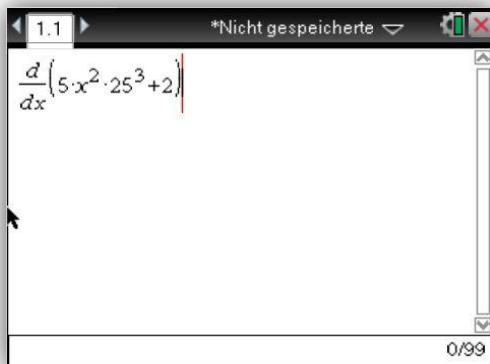 1.1 *Nicht gespeicherte
d/dx(5·x²·25³+2)
0/99